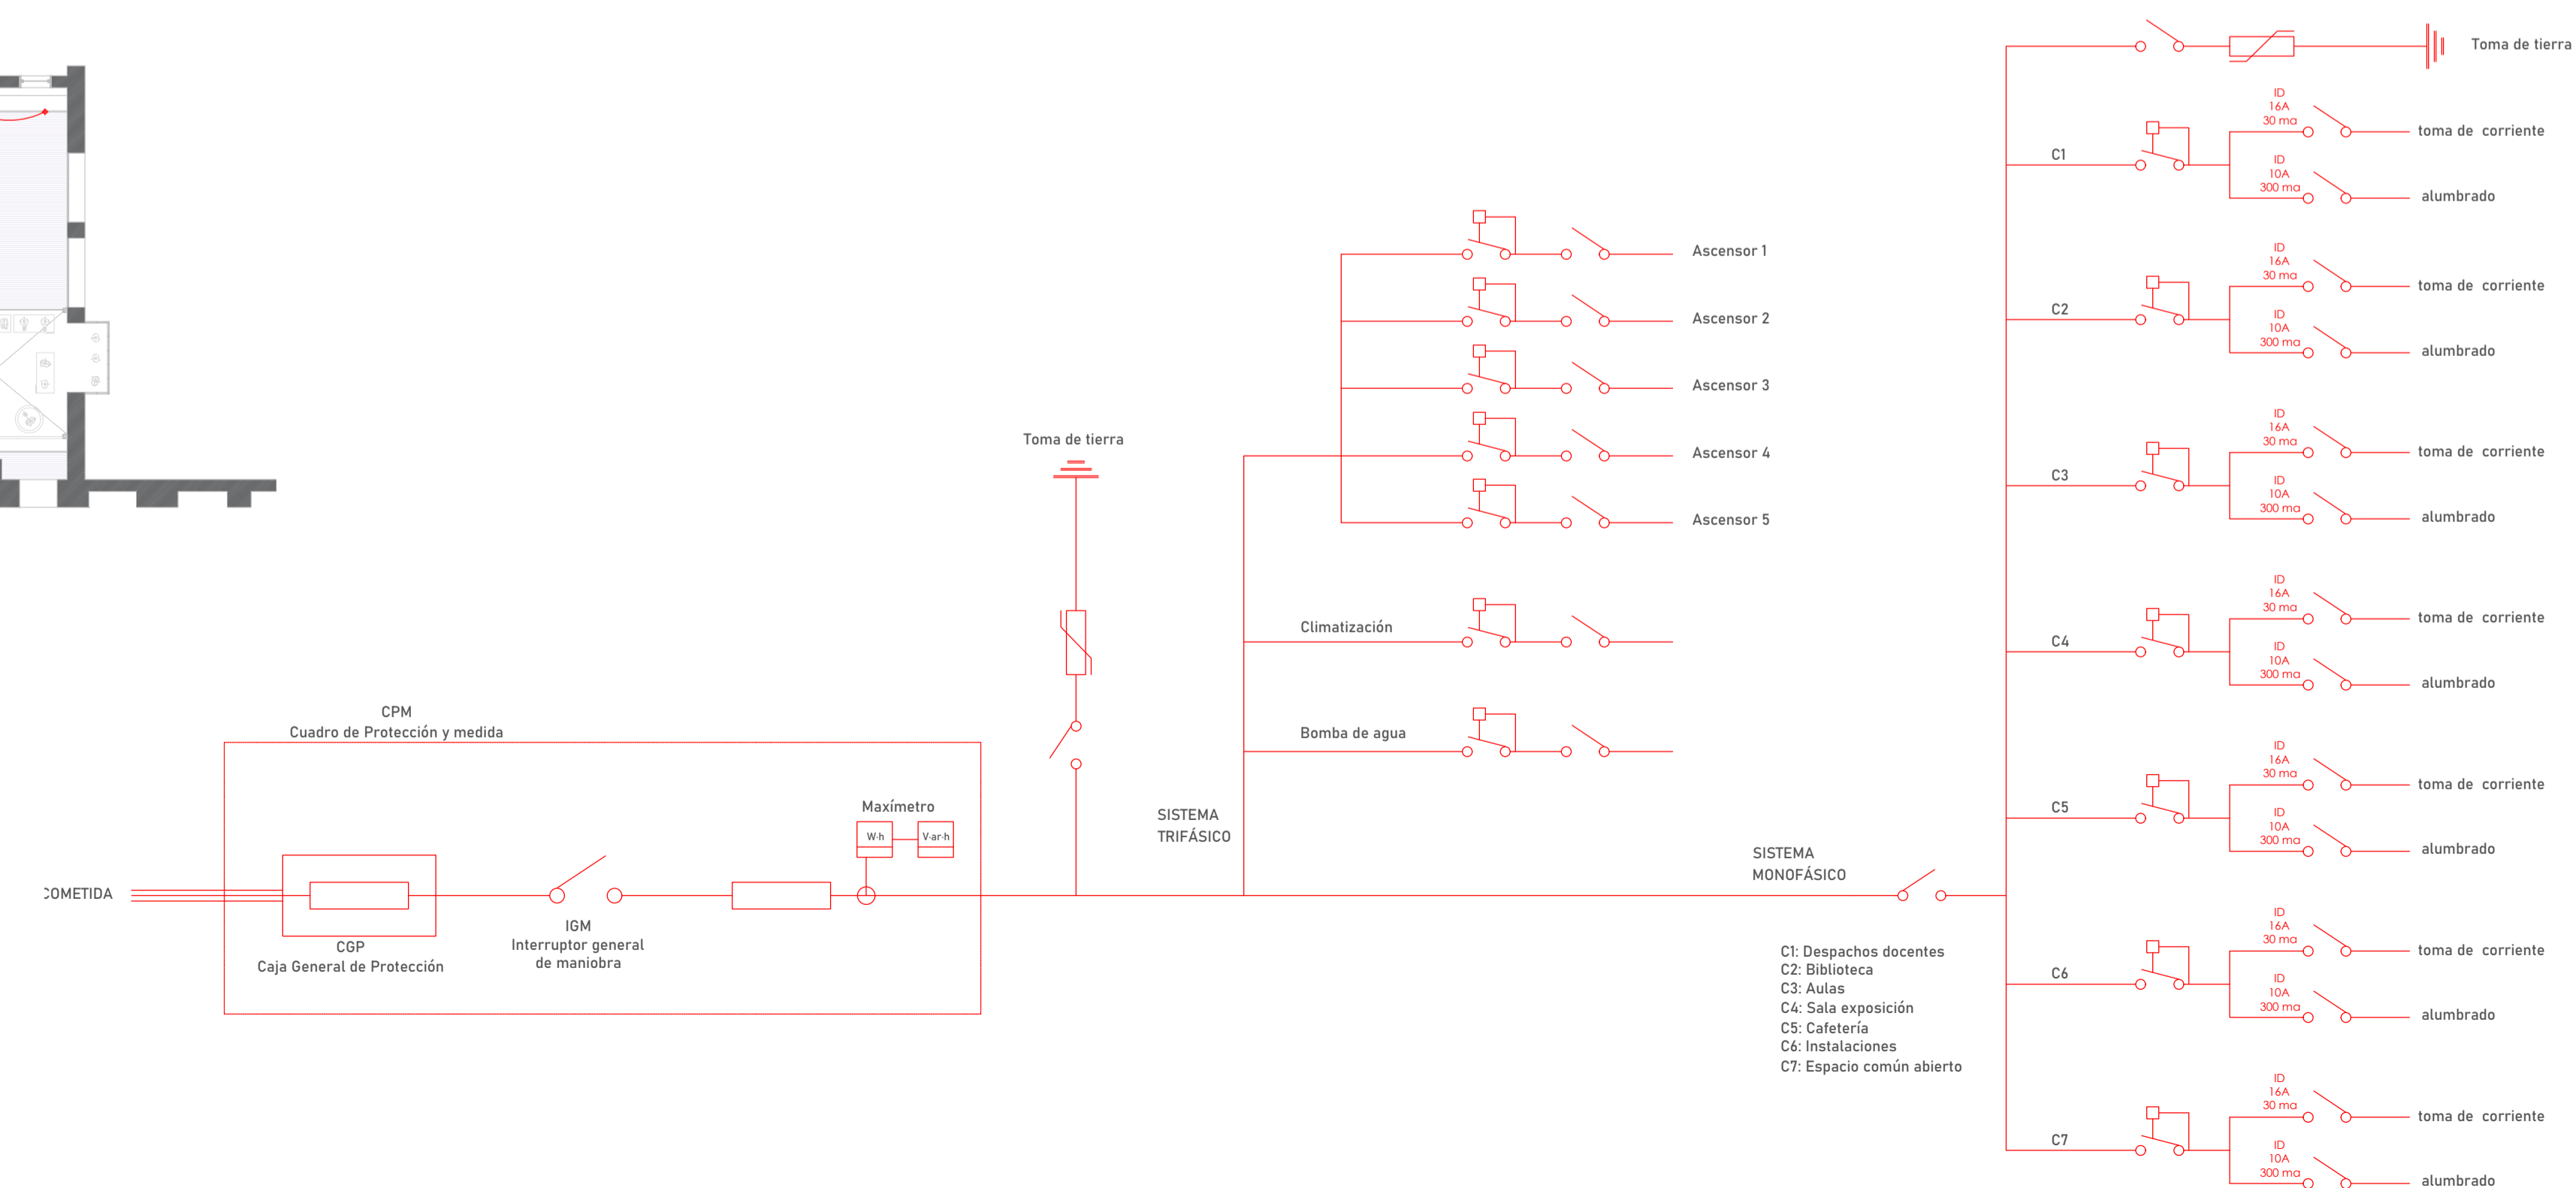 Toma de tierra
ID
16A
30 ma
toma de corriente
C1
ID
10A
300 ma
alumbrado
ID
16A
30 ma
toma de corriente
C2
ID
10A
300 ma
alumbrado
ID
16A
30 ma
toma de corriente
C3
ID
10A
300 ma
alumbrado
ID
16A
30 ma
toma de corriente
C4
ID
10A
300 ma
alumbrado
ID
16A
30 ma
toma de corriente
C5
ID
10A
300 ma
alumbrado
ID
16A
30 ma
toma de corriente
C6
ID
10A
300 ma
alumbrado
ID
16A
30 ma
toma de corriente
C7
ID
10A
300 ma
alumbrado
Ascensor 1
Ascensor 2
Ascensor 3
Ascensor 4
Ascensor 5
Climatización
Bomba de agua
Toma de tierra
SISTEMA
TRIFÁSICO
SISTEMA
MONOFÁSICO
C1: Despachos docentes
C2: Biblioteca
C3: Aulas
C4: Sala exposición
C5: Cafetería
C6: Instalaciones
C7: Espacio común abierto
CPM
Cuadro de Protección y medida
Maxímetro
W·h
V·ar·h
COMETIDA
CGP
Caja General de Protección
IGM
Interruptor general
de maniobra